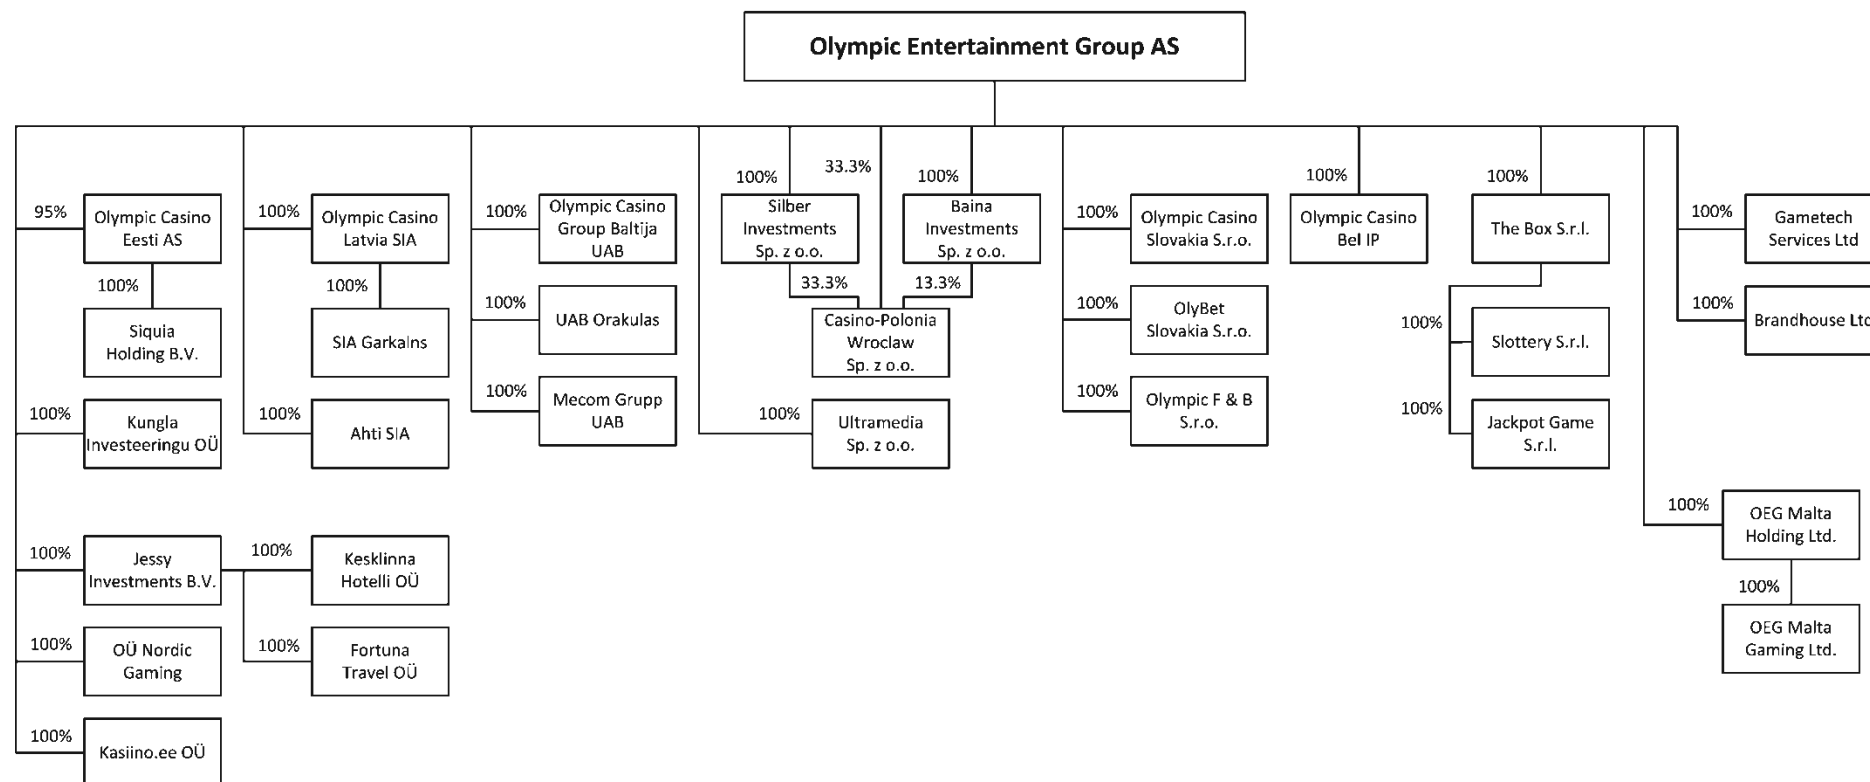 Olympic Entertainment Group AS
33.3%
100%
100%
100%
100%
95%
Olympic Casino
Eesti AS
100%
Olympic Casino
Latvia SIA
100%
Olympic Casino
Group Baltija
UAB
Silber
Investments
Sp. z o.o.
Baina
Investments
Sp. z o.o.
100%
Olympic Casino
Slovakia S.r.o.
Olympic Casino
Bel IP
The Box S.r.l.
100%
Gametech
Services Ltd
100%
100%
33.3%
13.3%
Siquia
Holding B.V.
SIA Garkalns
100%
UAB Orakulas
Casino-Polonia
Wroclaw
Sp. z o.o.
100%
OlyBet
Slovakia S.r.o.
100%
Slottery S.r.l.
100%
Brandhouse Ltd
100%
Kungla
Investeeringu OÜ
100%
Ahti SIA
100%
Mecom Grupp
UAB
100%
Ultramedia
Sp. z o.o.
100%
Olympic F & B
S.r.o.
100%
Jackpot Game
S.r.l.
100%
OEG Malta
Holding Ltd.
100%
Jessy
Investments B.V.
100%
Kesklinna
Hotelli OÜ
100%
100%
OÜ Nordic
Gaming
100%
Fortuna
Travel OÜ
OEG Malta
Gaming Ltd.
100%
Kasiino.ee OÜ